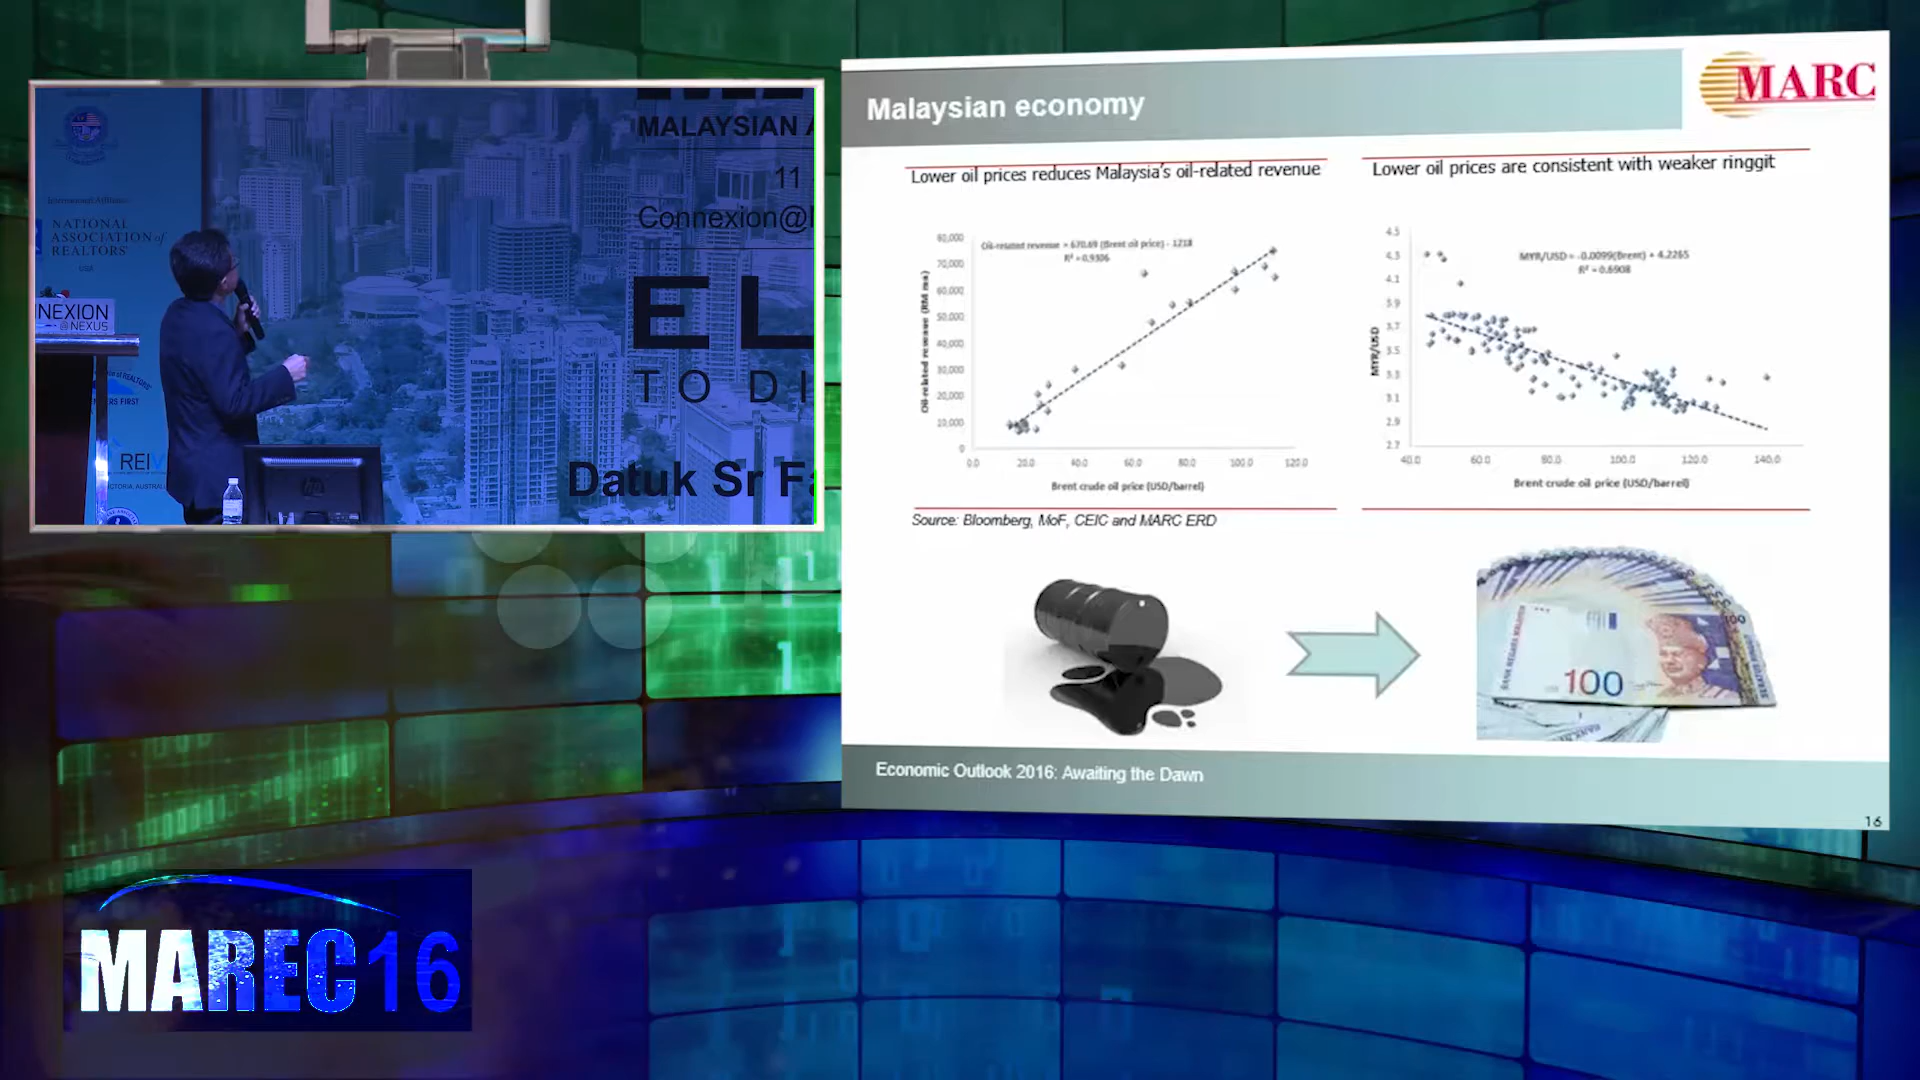 NATIONAL
ASSOCIATION of
REALTORS
USA
NEXION
@NEXUS
REIV
MALAYSIAN A
11
Connexion@
EL
TO DI
Datuk Sr Fa
MAREC16
MARC
Malaysian economy
Lower oil prices reduces Malaysia's oil-related revenue
Oil-related revenue = 670.69 (Brent oil price) - 1218
R² = 0.9306
Oil-related revenue (RM mn)
80,000
70,000
60,000
50,000
40,000
30,000
20,000
10,000
0
0.0 20.0 40.0 60.0 80.0 100.0 120.0
Brent crude oil price (USD/barrel)
Lower oil prices are consistent with weaker ringgit
MYR/USD = -0.0099(Brent) + 4.2265
R² = 0.6908
MYR/USD
4.5
4.3
4.1
3.9
3.7
3.5
3.3
3.1
2.9
2.7
40.0 60.0 80.0 100.0 120.0 140.0
Brent crude oil price (USD/barrel)
Source: Bloomberg, MoF, CEIC and MARC ERD
100
100
Economic Outlook 2016: Awaiting the Dawn
16